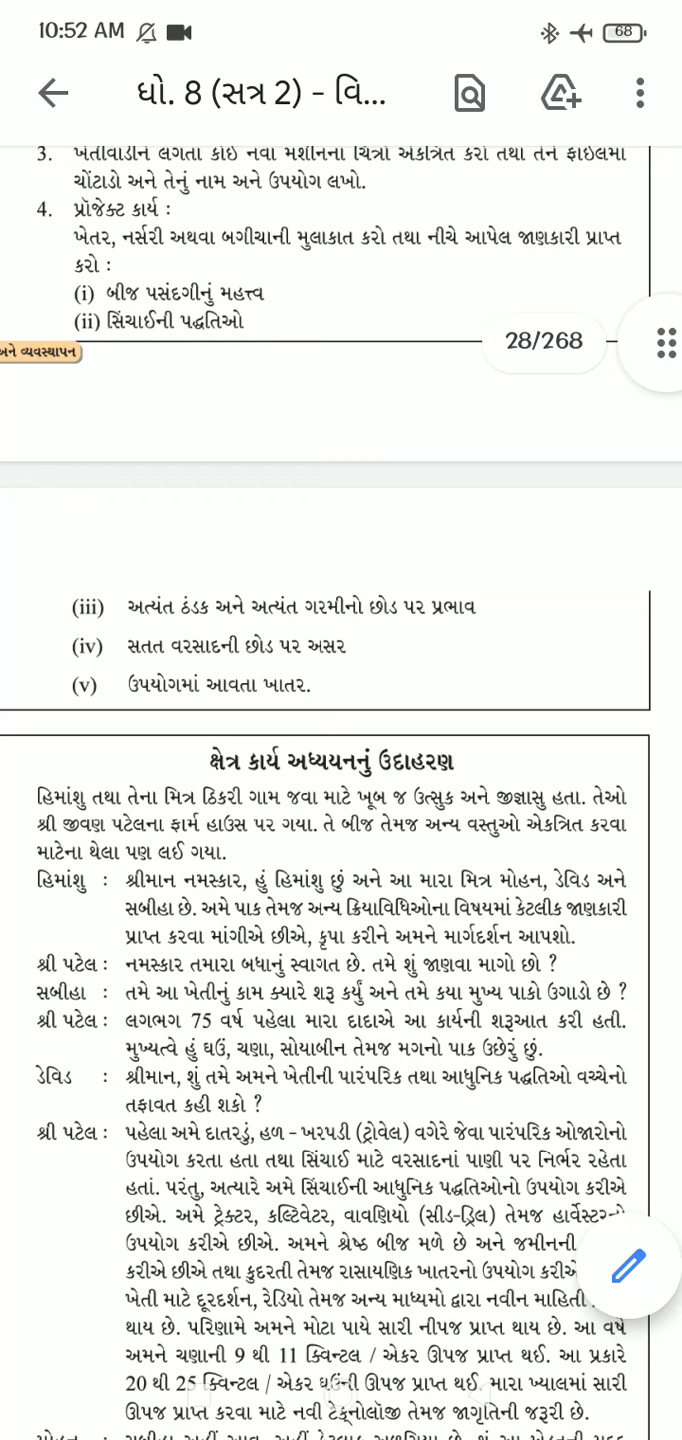 10:52 AM
68
ધો. 8 (સત્ર 2) - વિ...
3. ખેતીવાડીને લગતા કોઈ નવા મશીનના ચિત્રો એકત્રિત કરો તથા તેને ફાઈલમાં
ચોંટાડો અને તેનું નામ અને ઉપયોગ લખો.
4. પ્રૉજેક્ટ કાર્ય :
ખેતર, નર્સરી અથવા બગીચાની મુલાકાત કરો તથા નીચે આપેલ જાણકારી પ્રાપ્ત
કરો :
(i) બીજ પસંદગીનું મહત્ત્વ
(ii) સિંચાઈની પદ્ધતિઓ
28/268
અને વ્યવસ્થાપન
(iii) અત્યંત ઠંડક અને અત્યંત ગરમીનો છોડ પર પ્રભાવ
(iv) સતત વરસાદની છોડ પર અસર
(v) ઉપયોગમાં આવતા ખાતર.
ક્ષેત્ર કાર્ય અધ્યયનનું ઉદાહરણ
હિમાંશુ તથા તેના મિત્ર ઠિકરી ગામ જવા માટે ખૂબ જ ઉત્સુક અને જીજ્ઞાસુ હતા. તેઓ
શ્રી જીવણ પટેલના ફાર્મ હાઉસ પર ગયા. તે બીજ તેમજ અન્ય વસ્તુઓ એકત્રિત કરવા
માટેના થેલા પણ લઈ ગયા.
હિમાંશુ : શ્રીમાન નમસ્કાર, હું હિમાંશુ છું અને આ મારા મિત્ર મોહન, ડેવિડ અને
સબીહા છે. અમે પાક તેમજ અન્ય ક્રિયાવિધિઓના વિષયમાં કેટલીક જાણકારી
પ્રાપ્ત કરવા માંગીએ છીએ, કૃપા કરીને અમને માર્ગદર્શન આપશો.
શ્રી પટેલ : નમસ્કાર તમારા બધાનું સ્વાગત છે. તમે શું જાણવા માગો છો ?
સબીહા : તમે આ ખેતીનું કામ ક્યારે શરૂ કર્યું અને તમે કયા મુખ્ય પાકો ઉગાડો છે ?
શ્રી પટેલ : લગભગ 75 વર્ષ પહેલા મારા દાદાએ આ કાર્યની શરૂઆત કરી હતી.
મુખ્યત્વે હું ઘઉં, ચણા, સોયાબીન તેમજ મગનો પાક ઉછેરું છું.
ડેવિડ : શ્રીમાન, શું તમે અમને ખેતીની પારંપરિક તથા આધુનિક પદ્ધતિઓ વચ્ચેનો
તફાવત કહી શકો ?
શ્રી પટેલ : પહેલા અમે દાતરડું, હળ - ખરપડી (ટ્રોવેલ) વગેરે જેવા પારંપરિક ઓજારોનો
ઉપયોગ કરતા હતા તથા સિંચાઈ માટે વરસાદનાં પાણી પર નિર્ભર રહેતા
હતાં. પરંતુ, અત્યારે અમે સિંચાઈની આધુનિક પદ્ધતિઓનો ઉપયોગ કરીએ
છીએ. અમે ટ્રેક્ટર, કલ્ટિવેટર, વાવણિયો (સીડ-ડ્રિલ) તેમજ હાર્વેસ્ટરનો
ઉપયોગ કરીએ છીએ. અમને શ્રેષ્ઠ બીજ મળે છે અને જમીનની
કરીએ છીએ તથા કુદરતી તેમજ રાસાયણિક ખાતરનો ઉપયોગ કરીએ
ખેતી માટે દૂરદર્શન, રેડિયો તેમજ અન્ય માધ્યમો દ્વારા નવીન માહિતી
થાય છે. પરિણામે અમને મોટા પાયે સારી નીપજ પ્રાપ્ત થાય છે. આ વર્ષે
અમને ચણાની 9 થી 11 ક્વિન્ટલ / એકર ઊપજ પ્રાપ્ત થઈ. આ પ્રકારે
20 થી 25 ક્વિન્ટલ / એકર ઘઉંની ઊપજ પ્રાપ્ત થઈ. મારા ખ્યાલમાં સારી
ઊપજ પ્રાપ્ત કરવા માટે નવી ટૅક્નોલૉજી તેમજ જાગૃતિની જરૂરી છે.